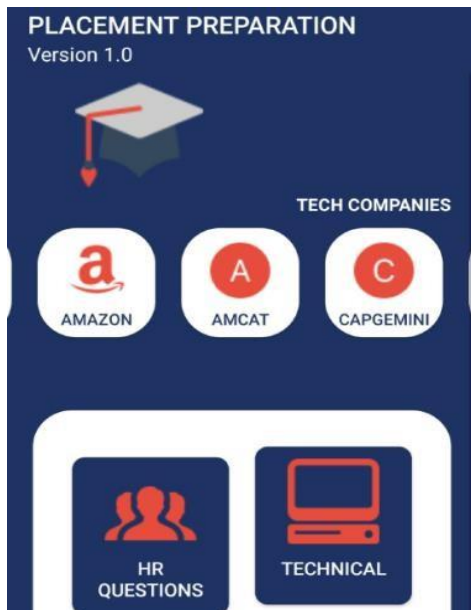 PLACEMENT PREPARATION
Version 1.0
TECH COMPANIES
a
A
C
AMAZON
AMCAT
CAPGEMINI
HR
QUESTIONS
TECHNICAL